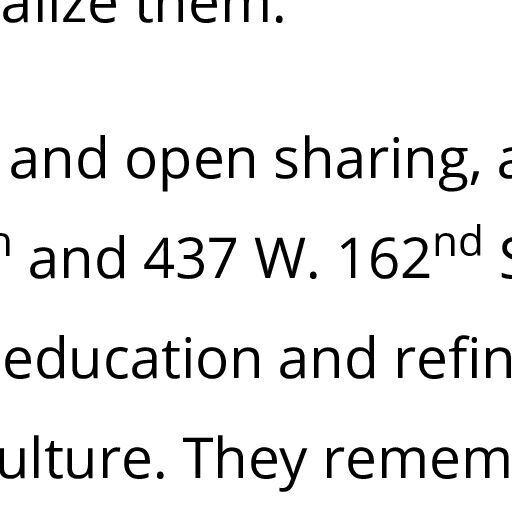 alize them.
and open sharing, a
and 437 W. 162nd S
education and refin
ulture. They remem